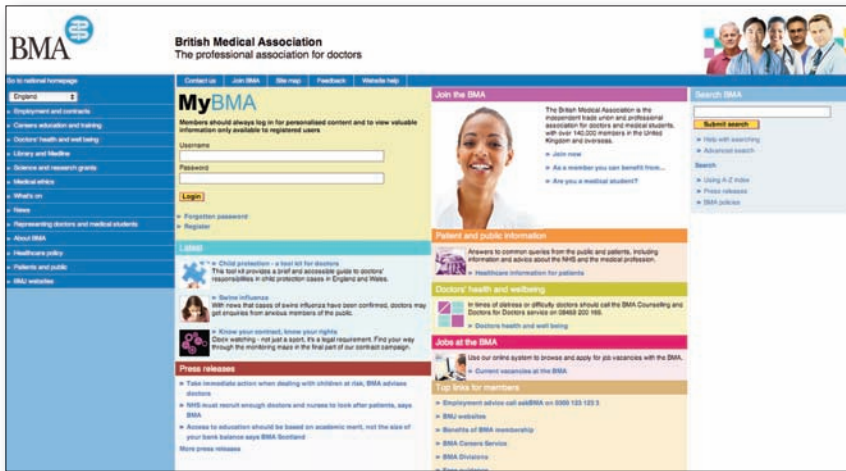 BMA
British Medical Association
The professional association for doctors
Go to national homepage
England
» Employment and contracts
» Careers education and training
» Doctors' health and well being
» Library and Medline
» Science and research grants
» Medical ethics
» What's on
» News
» Representing doctors and medical students
» About BMA
» Healthcare policy
» Patients and public
» BMJ websites
Contact us
Join BMA
Site map
Feedback
Website help
MyBMA
Members should always log in for personalised content and to view valuable
information only available to registered users
Username
Password
Login
» Forgotten password
» Register
Latest
» Child protection - a tool kit for doctors
This tool kit provides a brief and accessible guide to doctors'
responsibilities in child protection cases in England and Wales.
» Swine influenza
With news that cases of swine influenza have been confirmed, doctors may
get enquiries from anxious members of the public.
» Know your contract, know your rights
Clock watching - not just a sport, it's a legal requirement. Find your way
through the monitoring maze in the final part of our contract campaign.
Press releases
» Take immediate action when dealing with children at risk, BMA advises
doctors
» NHS must recruit enough doctors and nurses to look after patients, says
BMA
» Access to education should be based on academic merit, not the size of
your bank balance says BMA Scotland
More press releases
Join the BMA
The British Medical Association is the
independent trade union and professional
association for doctors and medical students,
with over 140,000 members in the United
Kingdom and overseas.
» Join now
» As a member you can benefit from...
» Are you a medical student?
Patient and public information
Answers to common queries from the public and patients, including
information and advice about the NHS and the medical profession.
» Healthcare information for patients
Doctors' health and wellbeing
In times of distress or difficulty doctors should call the BMA Counselling and
Doctors for Doctors service on 08459 200 169.
» Doctors health and well being
Jobs at the BMA
Use our online system to browse and apply for job vacancies with the BMA.
» Current vacancies at the BMA
Top links for members
» Employment advice call askBMA on 0300 123 123 3
» BMJ websites
» Benefits of BMA membership
» BMA Careers Service
» BMA Divisions
» Fees guidance
Search BMA
Submit search
» Help with searching
» Advanced search
Search:
» Using A-Z index
» Press releases
» BMA policies